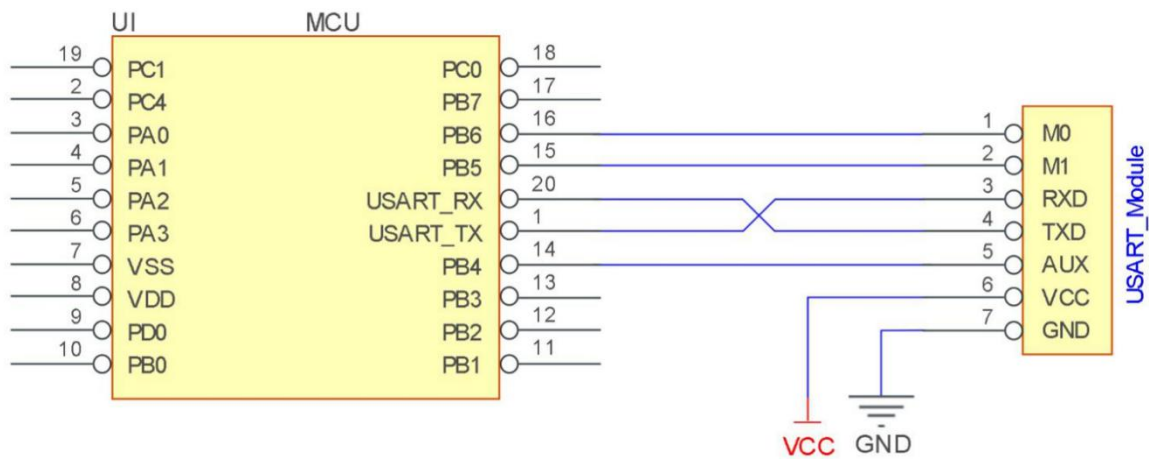 UI MCU
19 PC1 PC0 18
2 PC4 PB7 17
3 PA0 PB6 16 1 M0
4 PA1 PB5 15 2 M1
5 PA2 USART_RX 20 3 RXD
6 PA3 USART_TX 1 4 TXD
7 VSS PB4 14 5 AUX
8 VDD PB3 13 6 VCC
9 PD0 PB2 12 7 GND
10 PB0 PB1 11
USART_Module
VCC GND